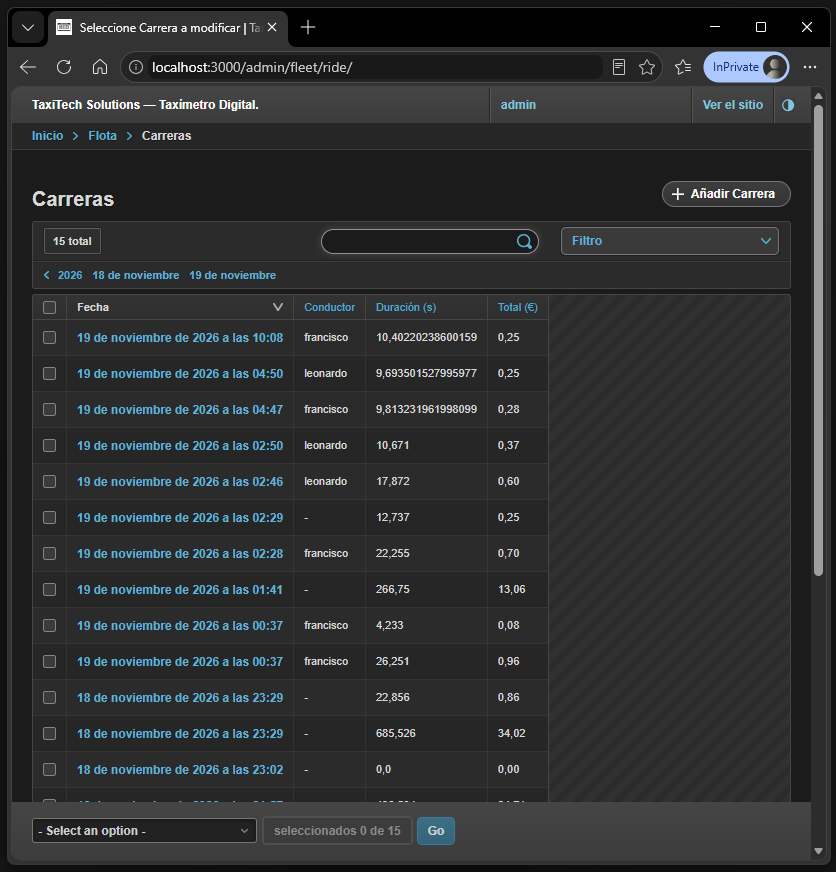 Seleccione Carrera a modificar | Ta
localhost:3000/admin/fleet/ride/
InPrivate
TaxiTech Solutions — Taxímetro Digital.
admin
Ver el sitio
Inicio > Flota > Carreras
Carreras
+ Añadir Carrera
15 total
Filtro
< 2026 18 de noviembre 19 de noviembre
Fecha Conductor Duración (s) Total (€)
19 de noviembre de 2026 a las 10:08 francisco 10,40220238600159 0,25
19 de noviembre de 2026 a las 04:50 leonardo 9,693501527995977 0,25
19 de noviembre de 2026 a las 04:47 francisco 9,813231961998099 0,28
19 de noviembre de 2026 a las 02:50 leonardo 10,671 0,37
19 de noviembre de 2026 a las 02:46 leonardo 17,872 0,60
19 de noviembre de 2026 a las 02:29 - 12,737 0,25
19 de noviembre de 2026 a las 02:28 francisco 22,255 0,70
19 de noviembre de 2026 a las 01:41 - 266,75 13,06
19 de noviembre de 2026 a las 00:37 francisco 4,233 0,08
19 de noviembre de 2026 a las 00:37 francisco 26,251 0,96
18 de noviembre de 2026 a las 23:29 - 22,856 0,86
18 de noviembre de 2026 a las 23:29 - 685,526 34,02
18 de noviembre de 2026 a las 23:02 - 0,0 0,00
- Select an option -
seleccionados 0 de 15
Go